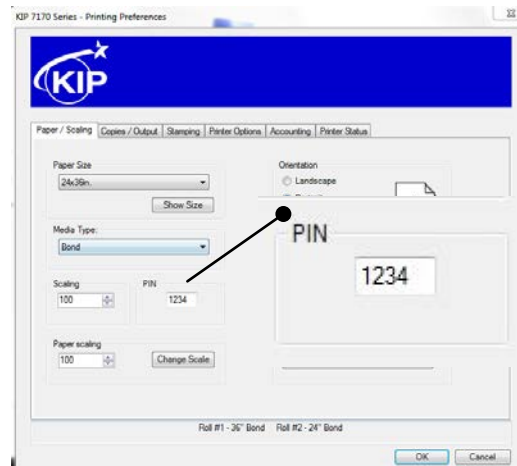 KIP 7170 Series - Printing Preferences
KIP
Paper / Scaling Copies / Output Stamping Printer Options Accounting Printer Status
Paper Size
24x36in.
Show Size
Media Type:
Bond
Scaling
100
PIN
1234
Paper scaling
100
Change Scale
Orientation
Landscape
PIN
1234
Roll #1 - 36" Bond Roll #2 - 24" Bond
OK Cancel